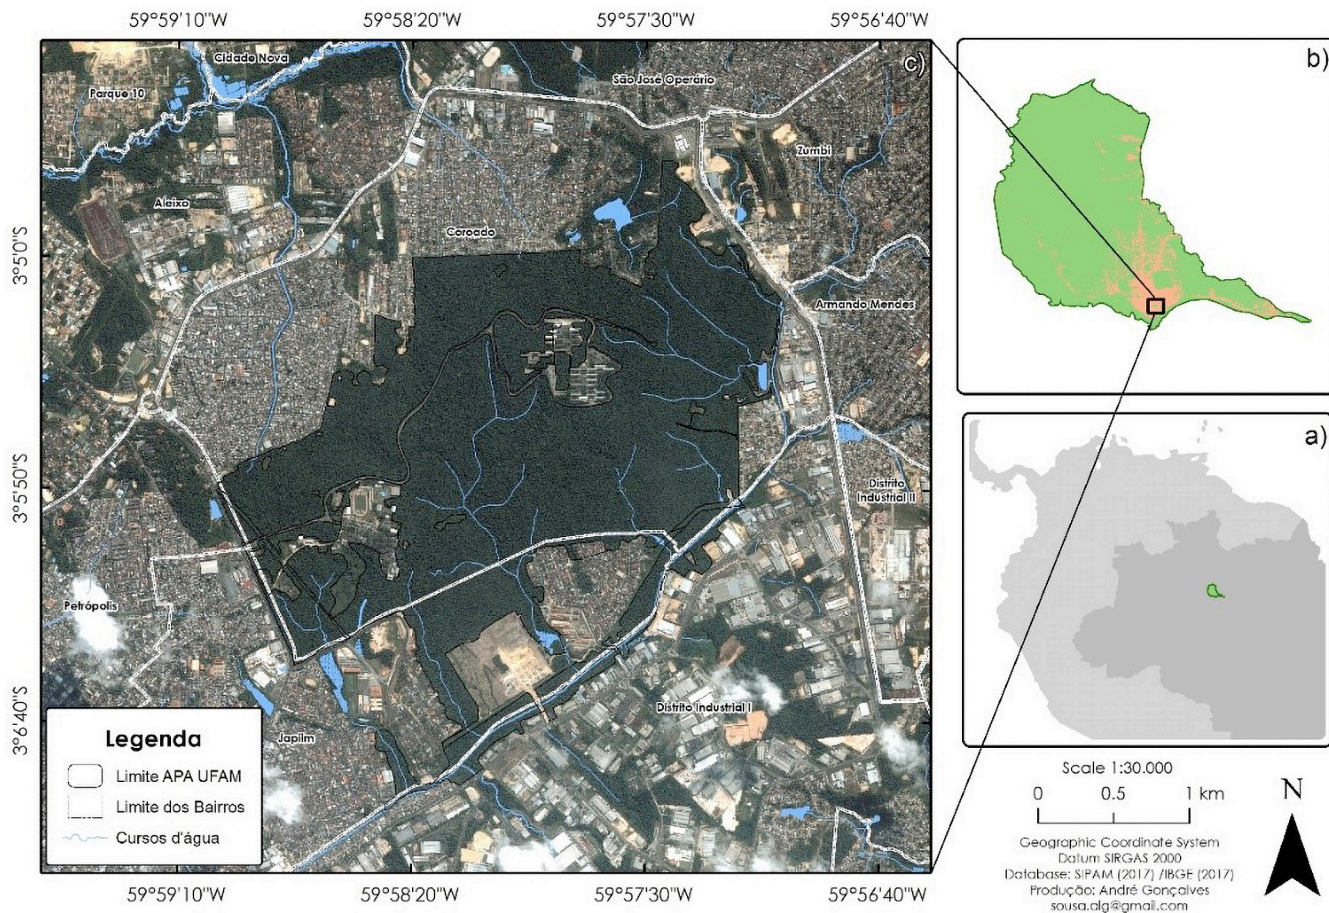 59°59'10"W
59°58'20"W
59°57'30"W
59°56'40"W
c)
Cidade Nova
Parque 10
São José Operário
Zumbi
Aleixo
Coroado
Armando Mendes
Distrito
Industrial II
Petrópolis
Distrito Industrial I
Japiim
3°5'0"S
3°5'50"S
3°6'40"S
Legenda
Limite APA UFAM
Limite dos Bairros
Cursos d'água
59°59'10"W
59°58'20"W
59°57'30"W
59°56'40"W
b)
a)
Scale 1:30.000
0 0.5 1 km
Geographic Coordinate System
Datum SIRGAS 2000
Database: SIPAM (2017) /IBGE (2017)
Produção: André Gonçalves
sousa.alg@gmail.com
N